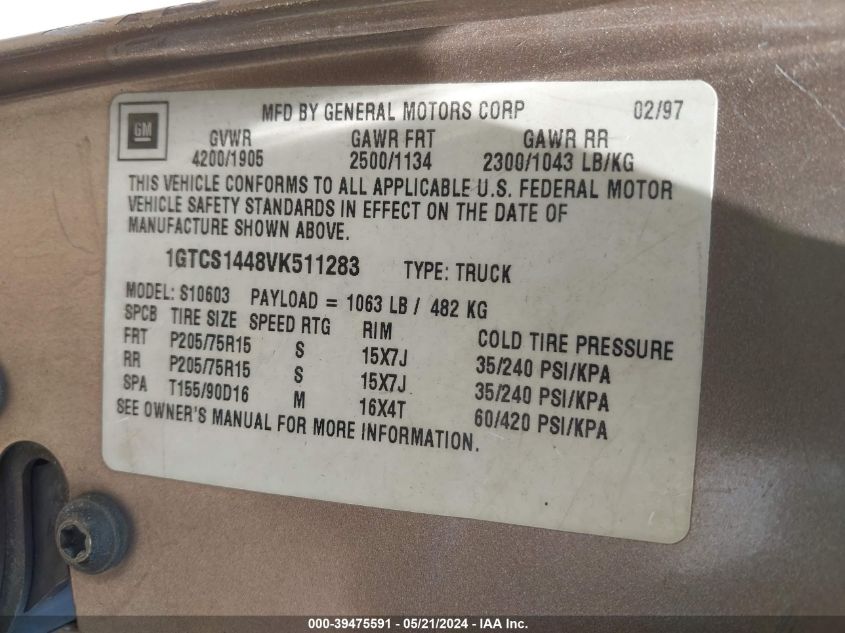 GM
MFD BY GENERAL MOTORS CORP 02/97
GVWR GAWR FRT GAWR RR
4200/1905 2500/1134 2300/1043 LB/KG
THIS VEHICLE CONFORMS TO ALL APPLICABLE U.S. FEDERAL MOTOR
VEHICLE SAFETY STANDARDS IN EFFECT ON THE DATE OF
MANUFACTURE SHOWN ABOVE.
1GTCS1448VK511283 TYPE: TRUCK
MODEL: S10603 PAYLOAD = 1063 LB / 482 KG
SPCB TIRE SIZE SPEED RTG RIM COLD TIRE PRESSURE
FRT P205/75R15 S 15X7J 35/240 PSI/KPA
RR P205/75R15 S 15X7J 35/240 PSI/KPA
SPA T155/90D16 M 16X4T 60/420 PSI/KPA
SEE OWNER'S MANUAL FOR MORE INFORMATION.
000-39475591 - 05/21/2024 - IAA Inc.